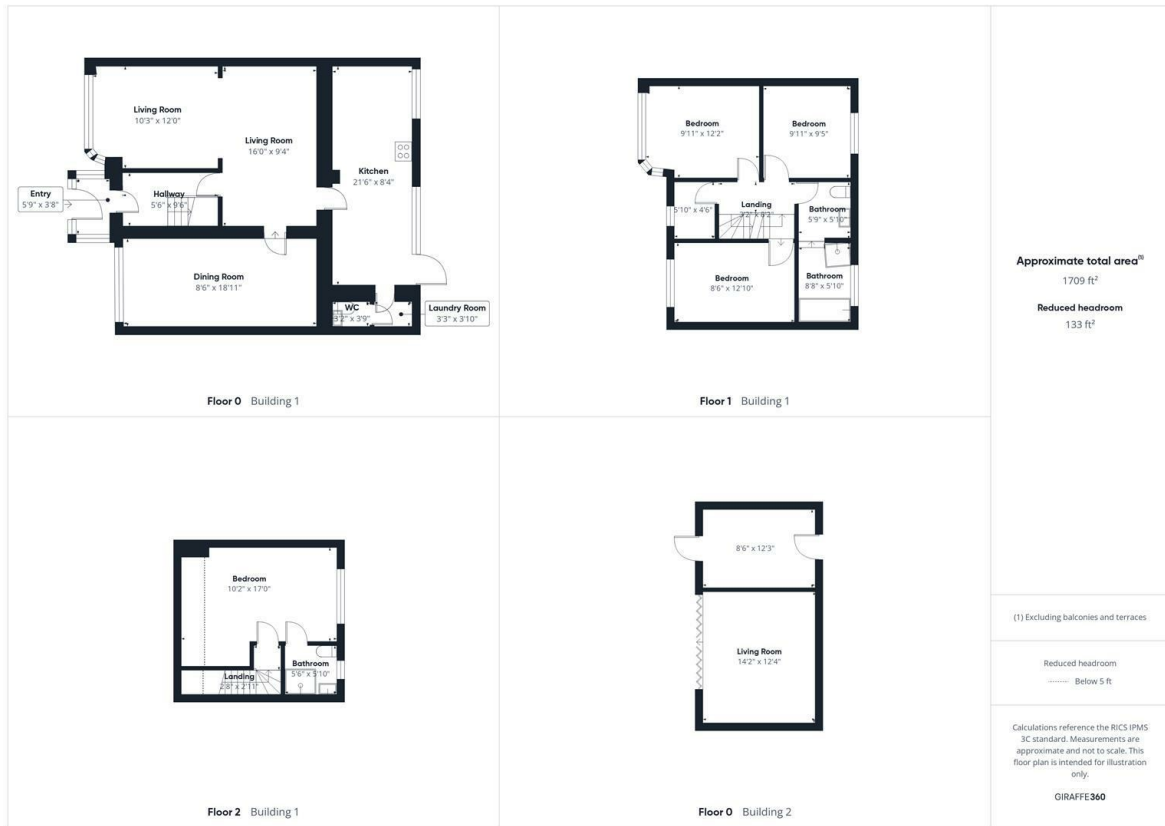 Living Room
10'3" x 12'0"
Living Room
16'0" x 9'4"
Kitchen
21'6" x 8'4"
Entry
5'9" x 3'8"
Hallway
5'6" x 9'6"
Dining Room
8'6" x 18'11"
WC
x 3'9"
Laundry Room
3'3" x 3'10"
Floor 0 Building 1
Bedroom
9'11" x 12'2"
Bedroom
9'11" x 9'5"
5'10" x 4'6"
Landing
Bathroom
5'9" x 5'10"
Bedroom
8'6" x 12'10"
Bathroom
8'8" x 5'10"
Floor 1 Building 1
Bedroom
10'2" x 17'0"
Bathroom
5'6" x 5'10"
Landing
2'8" x 2'11"
Floor 2 Building 1
8'6" x 12'3"
Living Room
14'2" x 12'4"
Floor 0 Building 2
Approximate total area(1)
1709 ft²
Reduced headroom
133 ft²
(1) Excluding balconies and terraces
Reduced headroom
Below 5 ft
Calculations reference the RICS IPMS
3C standard. Measurements are
approximate and not to scale. This
floor plan is intended for illustration
only.
GIRAFFE360